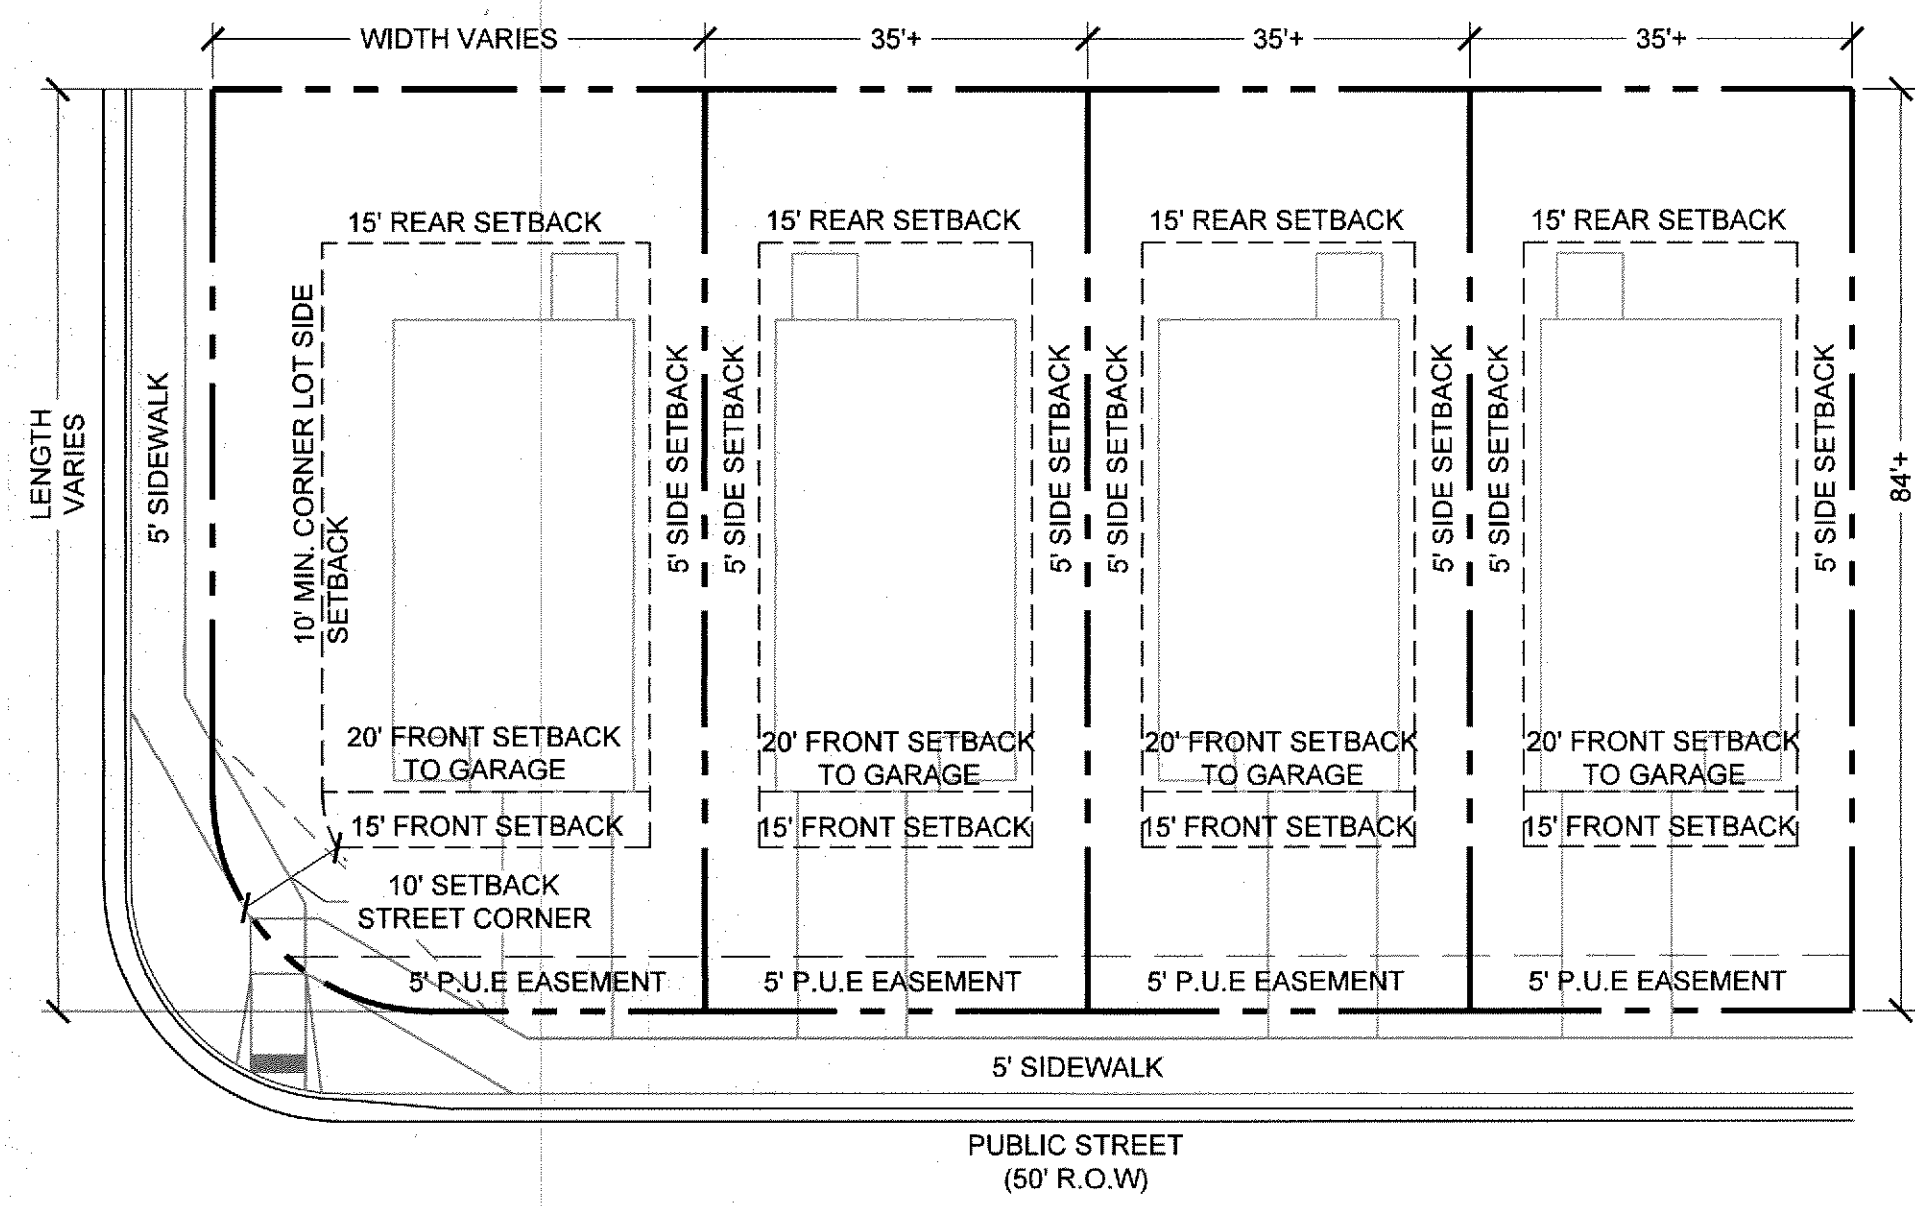 WIDTH VARIES
35'+
35'+
35'+
15' REAR SETBACK
15' REAR SETBACK
15' REAR SETBACK
15' REAR SETBACK
LENGTH
VARIES
5' SIDEWALK
10' MIN. CORNER LOT SIDE
SETBACK
5' SIDE SETBACK
5' SIDE SETBACK
5' SIDE SETBACK
5' SIDE SETBACK
5' SIDE SETBACK
5' SIDE SETBACK
5' SIDE SETBACK
84'+
20' FRONT SETBACK
TO GARAGE
20' FRONT SETBACK
TO GARAGE
20' FRONT SETBACK
TO GARAGE
20' FRONT SETBACK
TO GARAGE
15' FRONT SETBACK
15' FRONT SETBACK
15' FRONT SETBACK
15' FRONT SETBACK
10' SETBACK
STREET CORNER
5' P.U.E EASEMENT
5' P.U.E EASEMENT
5' P.U.E EASEMENT
5' P.U.E EASEMENT
5' SIDEWALK
PUBLIC STREET
(50' R.O.W)